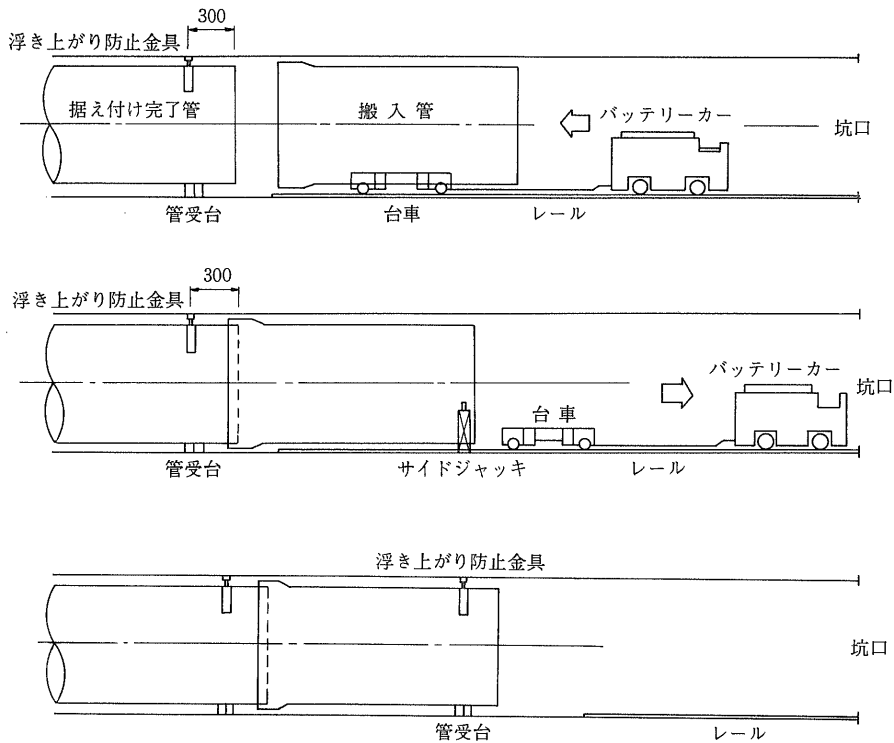 300
浮き上がり防止金具
据え付け完了管
搬入管
バッテリーカー
坑口
管受台
台車
レール
300
浮き上がり防止金具
バッテリーカー
坑口
台車
管受台
サイドジャッキ
レール
浮き上がり防止金具
坑口
管受台
レール